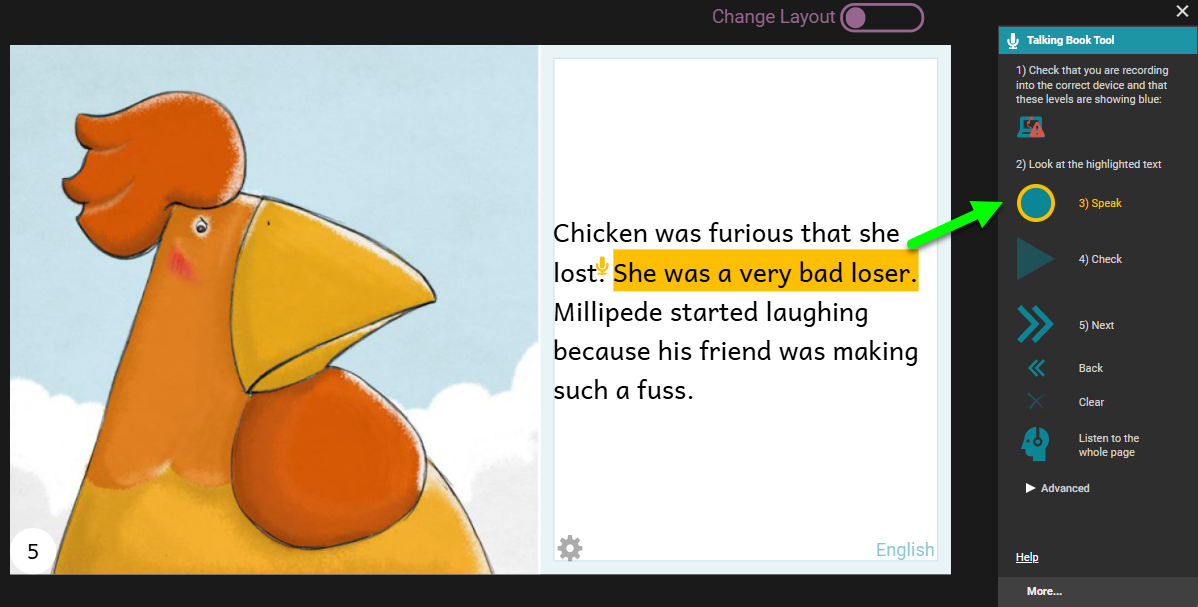 Change Layout
Chicken was furious that she
lost. She was a very bad loser.
Millipede started laughing
because his friend was making
such a fuss.
5
English
Talking Book Tool
1) Check that you are recording
into the correct device and that
these levels are showing blue:
2) Look at the highlighted text
3) Speak
4) Check
5) Next
Back
Clear
Listen to the
whole page
Advanced
Help
More...